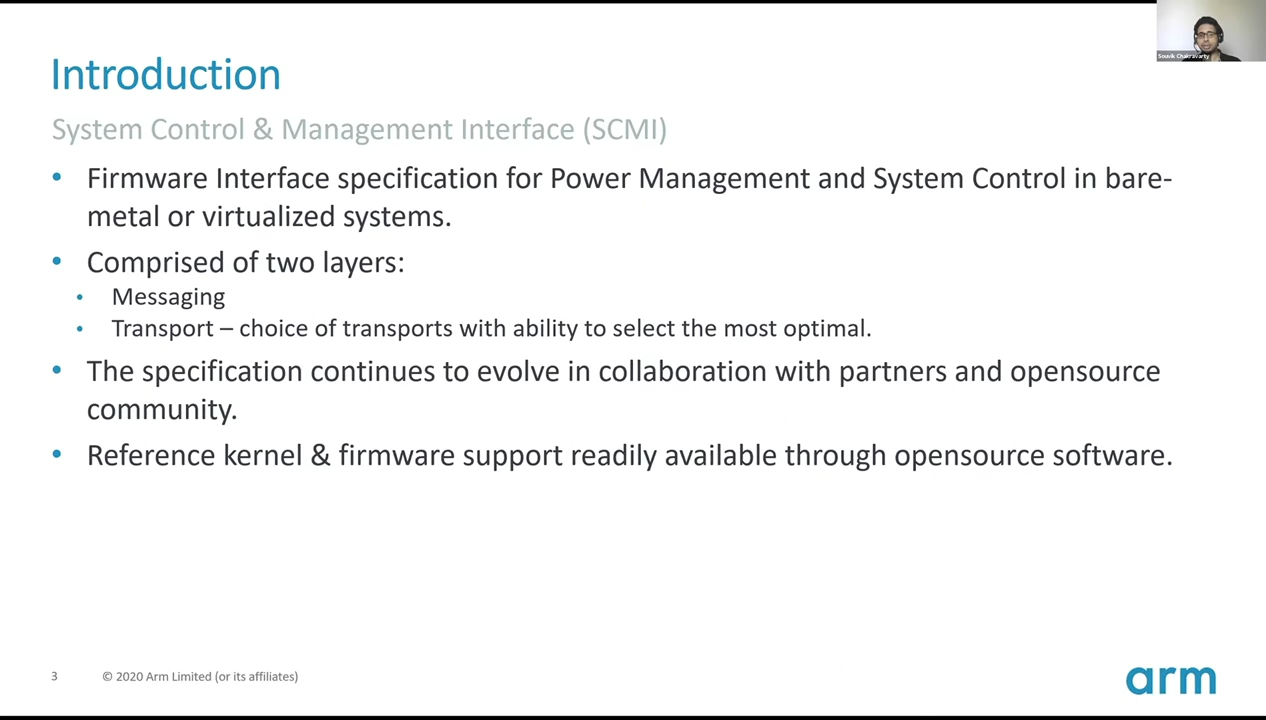 Introduction
System Control & Management Interface (SCMI)
• Firmware Interface specification for Power Management and System Control in bare-
metal or virtualized systems.
• Comprised of two layers:
• Messaging
• Transport – choice of transports with ability to select the most optimal.
• The specification continues to evolve in collaboration with partners and opensource
community.
• Reference kernel & firmware support readily available through opensource software.
Souvik Chakravarty
3
© 2020 Arm Limited (or its affiliates)
arm